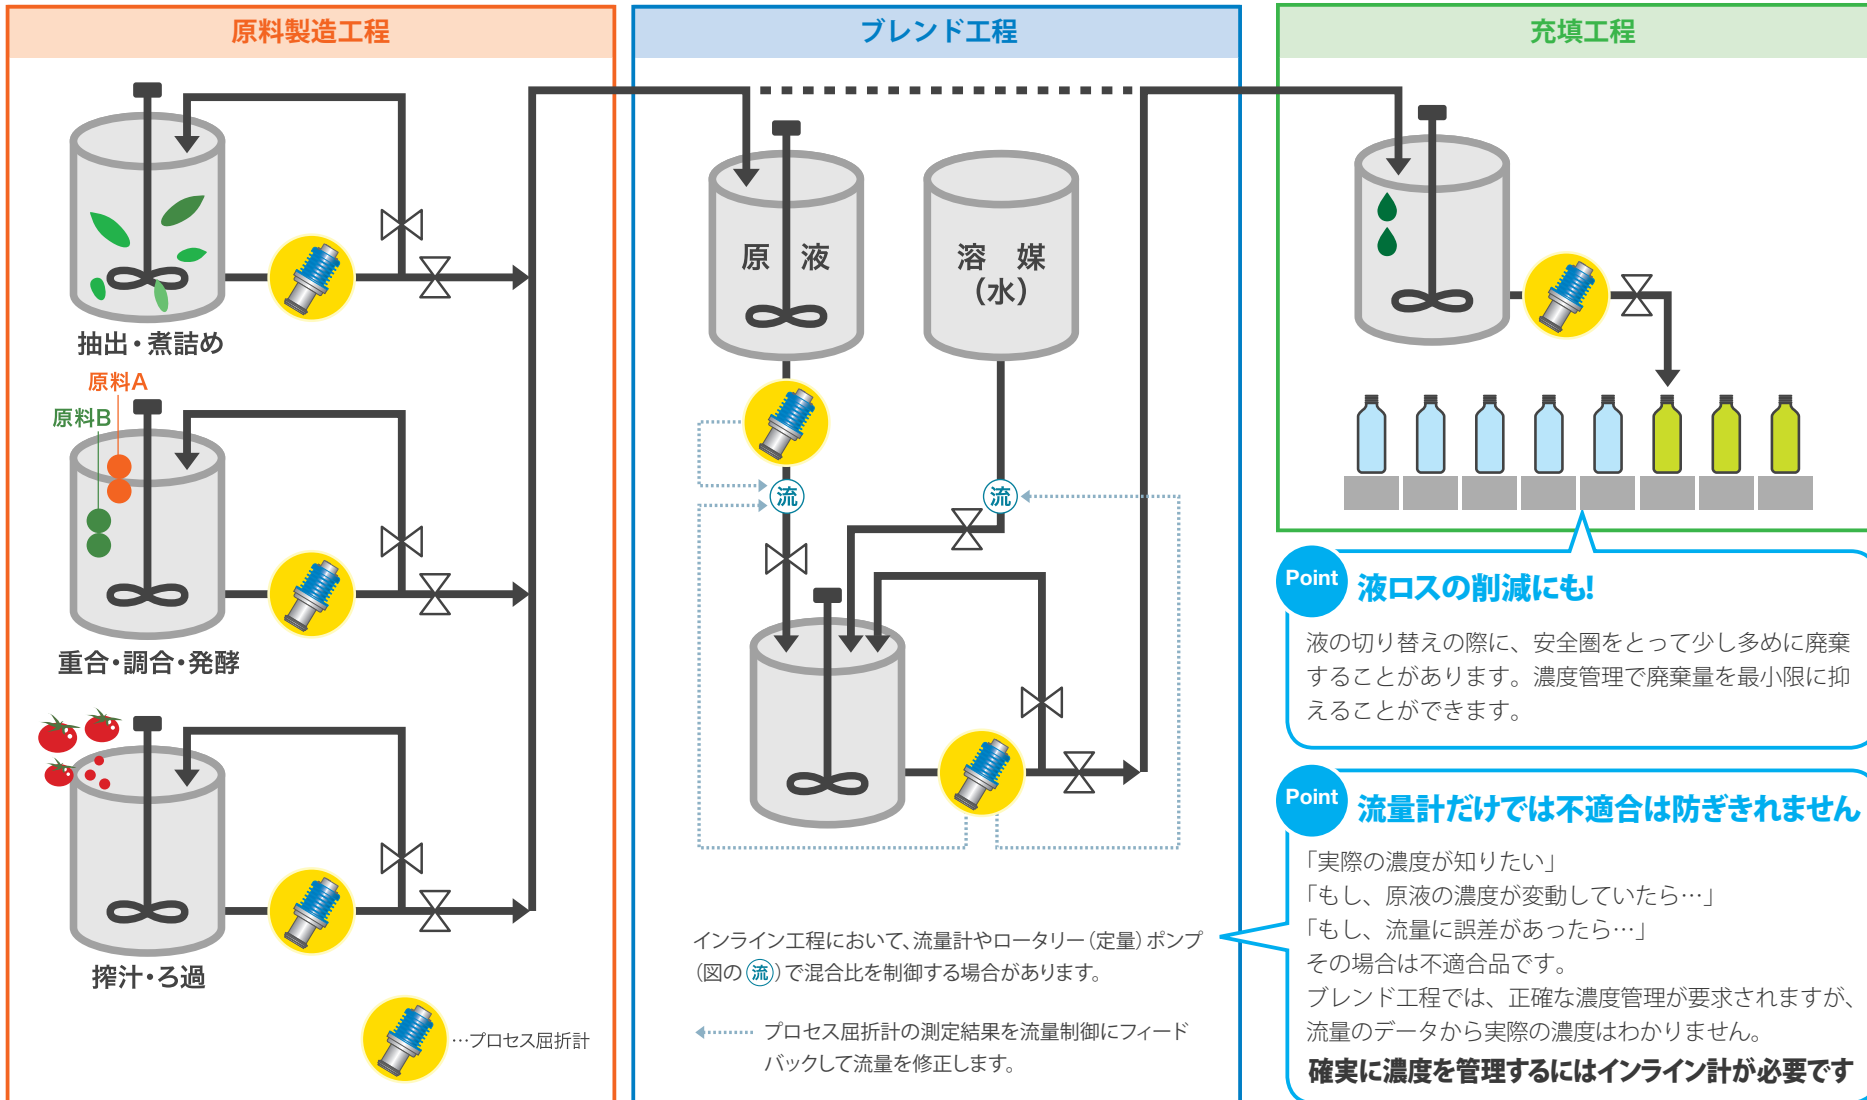 原料製造工程
抽出・煮詰め
原料A
原料B
重合・調合・発酵
搾汁・ろ過
…プロセス屈折計
ブレンド工程
原　液
溶　媒
（水）
流
流
インライン工程において、流量計やロータリー（定量）ポンプ
（図の流）で混合比を制御する場合があります。
プロセス屈折計の測定結果を流量制御にフィード
バックして流量を修正します。
充填工程
Point
液ロスの削減にも!
液の切り替えの際に、安全圏をとって少し多めに廃棄
することがあります。濃度管理で廃棄量を最小限に抑
えることができます。
Point
流量計だけでは不適合は防ぎきれません
「実際の濃度が知りたい」
「もし、原液の濃度が変動していたら…」
「もし、流量に誤差があったら…」
その場合は不適合品です。
ブレンド工程では、正確な濃度管理が要求されますが、
流量のデータから実際の濃度はわかりません。
確実に濃度を管理するにはインライン計が必要です